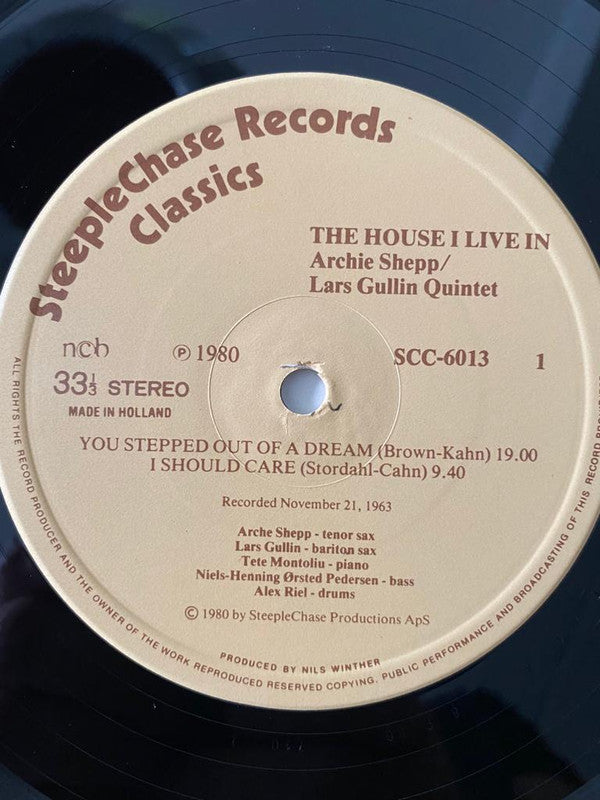 SteepleChase Records
Classics
THE HOUSE I LIVE IN
Archie Shepp/
Lars Gullin Quintet
ncb
Ⓟ 1980
SCC-6013
1
33⅓ STEREO
MADE IN HOLLAND
YOU STEPPED OUT OF A DREAM (Brown-Kahn) 19.00
I SHOULD CARE (Stordahl-Cahn) 9.40
Recorded November 21, 1963
Arche Shepp - tenor sax
Lars Gullin - bariton sax
Tete Montoliu - piano
Niels-Henning Ørsted Pedersen - bass
Alex Riel - drums
© 1980 by SteepleChase Productions ApS
PRODUCED BY NILS WINTHER
ALL RIGHTS THE RECORD PRODUCER AND THE OWNER OF THE WORK REPRODUCED RESERVED COPYING. PUBLIC PERFORMANCE AND BROADCASTING OF THIS RECORD